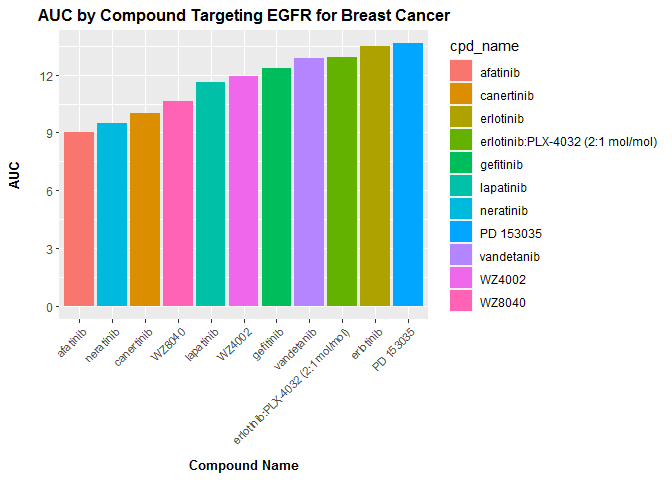 AUC by Compound Targeting EGFR for Breast Cancer
AUC
12
9
6
3
0
afatinib
neratinib
canertinib
WZ8040
lapatinib
WZ4002
gefitinib
vandetanib
erlotinib:PLX-4032 (2:1 mol/mol)
erlotinib
PD 153035
Compound Name
cpd_name
afatinib
canertinib
erlotinib
erlotinib:PLX-4032 (2:1 mol/mol)
gefitinib
lapatinib
neratinib
PD 153035
vandetanib
WZ4002
WZ8040